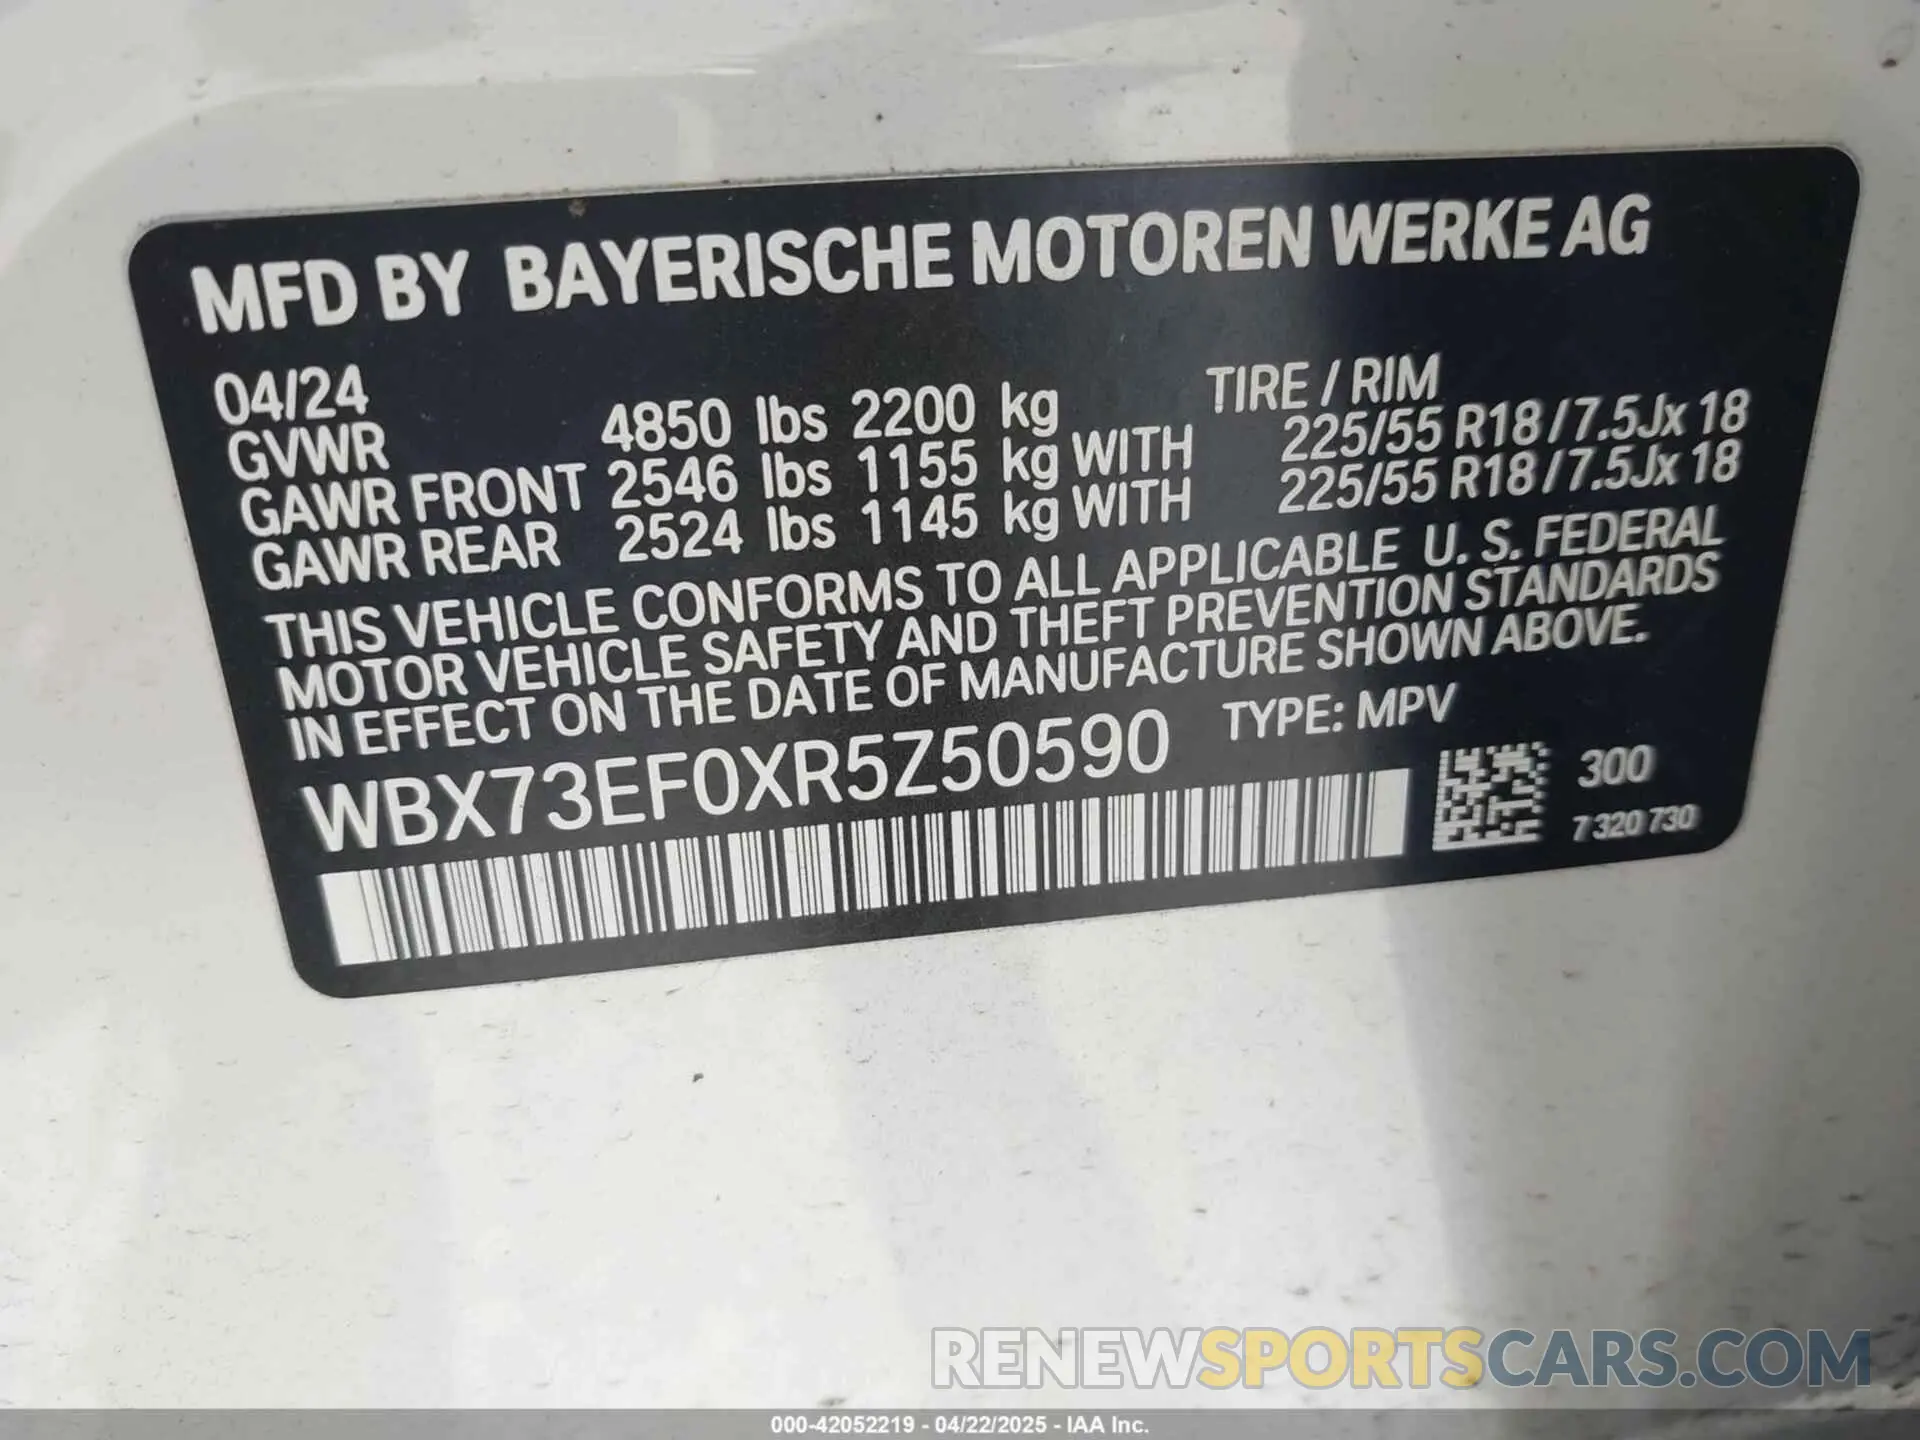 MFD BY BAYERISCHE MOTOREN WERKE AG
04/24 TIRE / RIM
GVWR 4850 lbs 2200 kg
GAWR FRONT 2546 lbs 1155 kg WITH 225/55 R18 / 7.5Jx 18
GAWR REAR 2524 lbs 1145 kg WITH 225/55 R18 / 7.5Jx 18
THIS VEHICLE CONFORMS TO ALL APPLICABLE U. S. FEDERAL
MOTOR VEHICLE SAFETY AND THEFT PREVENTION STANDARDS
IN EFFECT ON THE DATE OF MANUFACTURE SHOWN ABOVE.
WBX73EF0XR5Z50590 TYPE: MPV
300
7 320 730
RENEWSPORTSCARS.COM
000-42052219 - 04/22/2025 - IAA Inc.